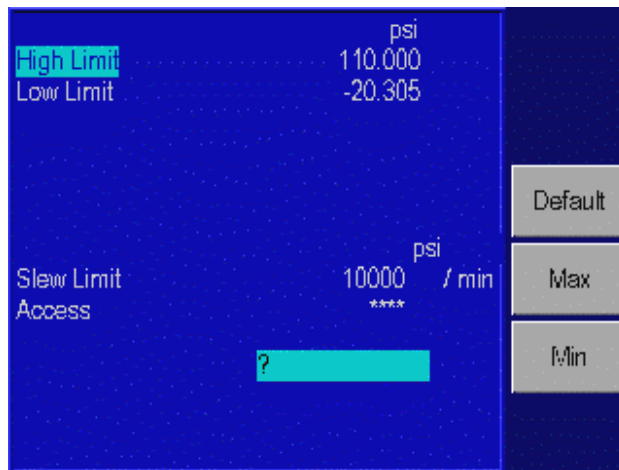 psi
High Limit 110.000
Low Limit -20.305
Default
psi
Slew Limit 10000 / min
Max
Access ****
Min
?